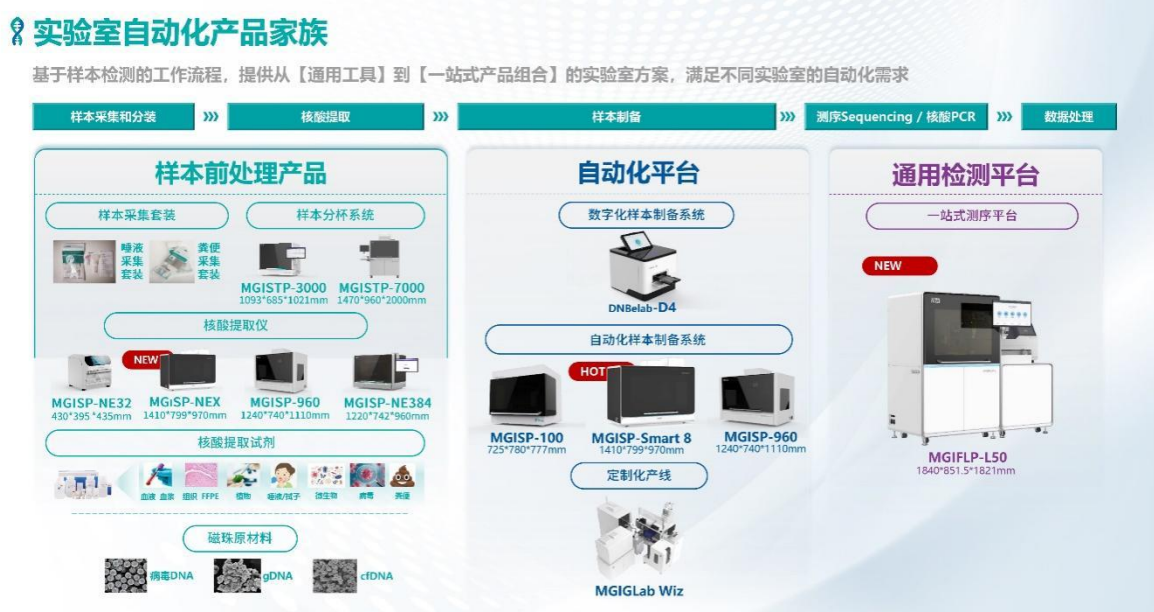 实验室自动化产品家族
基于样本检测的工作流程，提供从【通用工具】到【一站式产品组合】的实验室方案，满足不同实验室的自动化需求
样本采集和分装
核酸提取
样本制备
测序Sequencing / 核酸PCR
数据处理
样本前处理产品
样本采集套装
样本分杯系统
唾液
采集
套装
粪便
采集
套装
MGISTP-3000
1093*685*1021mm
MGISTP-7000
1470*960*2000mm
核酸提取仪
NEW
MGISP-NE32
430*395 *435mm
MGISP-NEX
1410*799*970mm
MGISP-960
1240*740*1110mm
MGISP-NE384
1220*742*960mm
核酸提取试剂
血液 血浆
组织 FFPE
植物
唾液/拭子
微生物
病毒
粪便
磁珠原材料
病毒DNA
gDNA
cfDNA
自动化平台
数字化样本制备系统
DNBelab-D4
自动化样本制备系统
HOT
MGISP-100
725*780*777mm
MGISP-Smart 8
1410*799*970mm
MGISP-960
1240*740*1110mm
定制化产线
MGIGLab Wiz
通用检测平台
一站式测序平台
NEW
MGIFLP-L50
1840*851.5*1821mm